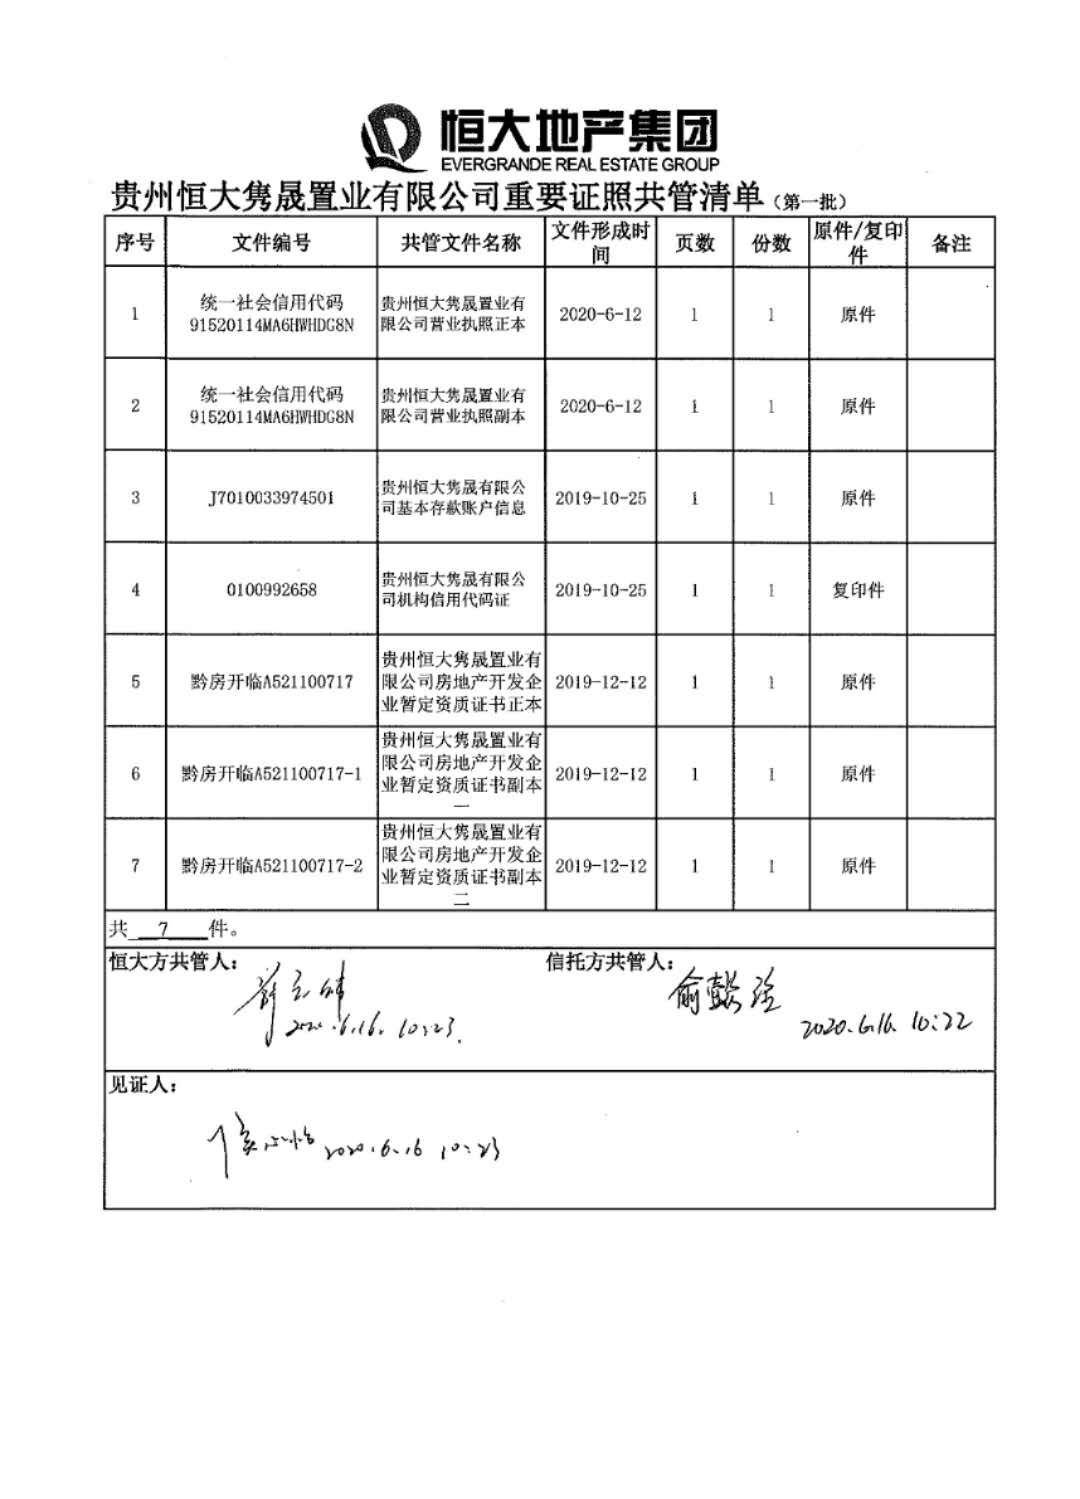 恒大地产集团
EVERGRANDE REAL ESTATE GROUP
贵州恒大隽晟置业有限公司重要证照共管清单（第一批）
序号 文件编号 共管文件名称 文件形成时间 页数 份数 原件/复印件 备注
1 统一社会信用代码 91520114MA6HWHDG8N 贵州恒大隽晟置业有限公司营业执照正本 2020-6-12 1 1 原件
2 统一社会信用代码 91520114MA6HWHDG8N 贵州恒大隽晟置业有限公司营业执照副本 2020-6-12 1 1 原件
3 J7010033974501 贵州恒大隽晟有限公司基本存款账户信息 2019-10-25 1 1 原件
4 0100992658 贵州恒大隽晟有限公司机构信用代码证 2019-10-25 1 1 复印件
5 黔房开临A521100717 贵州恒大隽晟置业有限公司房地产开发企业暂定资质证书正本 2019-12-12 1 1 原件
6 黔房开临A521100717-1 贵州恒大隽晟置业有限公司房地产开发企业暂定资质证书副本一 2019-12-12 1 1 原件
7 黔房开临A521100717-2 贵州恒大隽晟置业有限公司房地产开发企业暂定资质证书副本二 2019-12-12 1 1 原件
共 7 件。
恒大方共管人：
2020.6.16. 10:23.
信托方共管人：
2020.6.16. 10:22
见证人：
2020.6.16 10:23